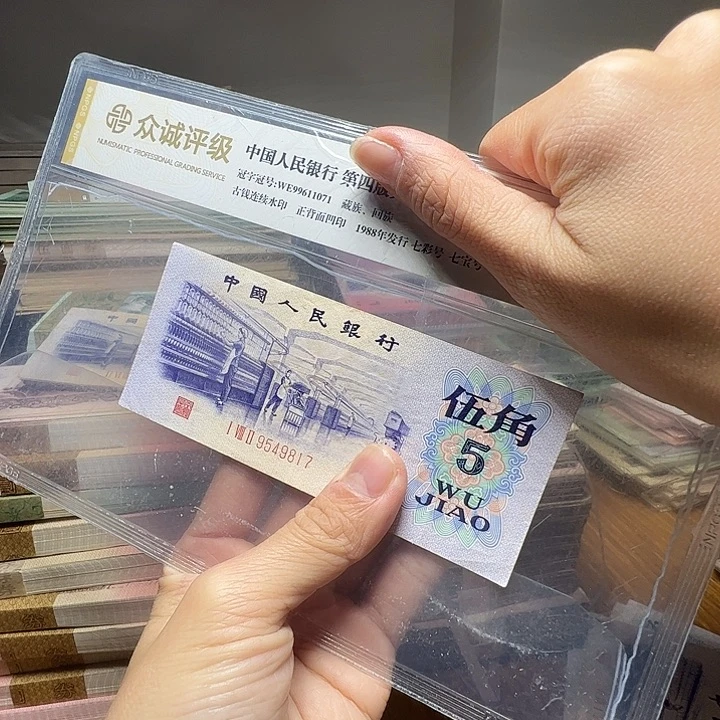 众诚评级
NUMISMATIC PROFESSIONAL GRADING SERVICE
中国人民银行 第四版
冠字冠号:WE99611071 藏族、回族
古钱连续水印 正背面凹印 1988年发行 七彩号 七宝号
中國人民銀行
伍角
5
WU
JIAO
I VIII II 9549817